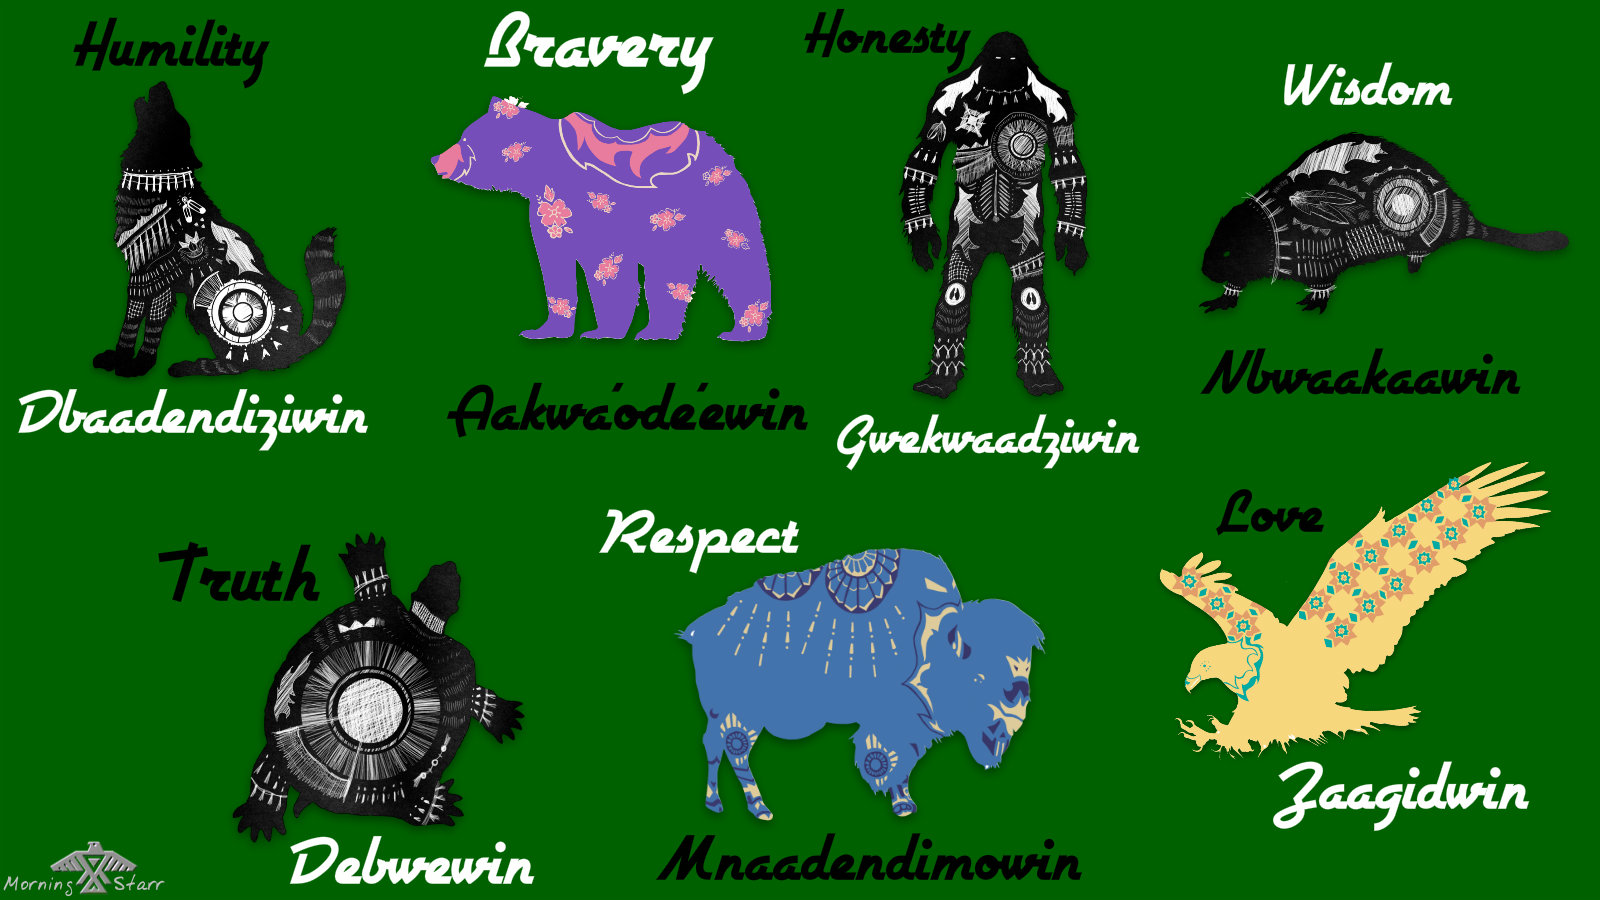 Humility
Bravery
Honesty
Wisdom
Dbaadendiziwin
Aakwa'ode'ewin
Gwekwaadziwin
Nbwaakaawin
Truth
Respect
Love
Debwewin
Mnaadendimowin
Zaagidwin
Morning Starr